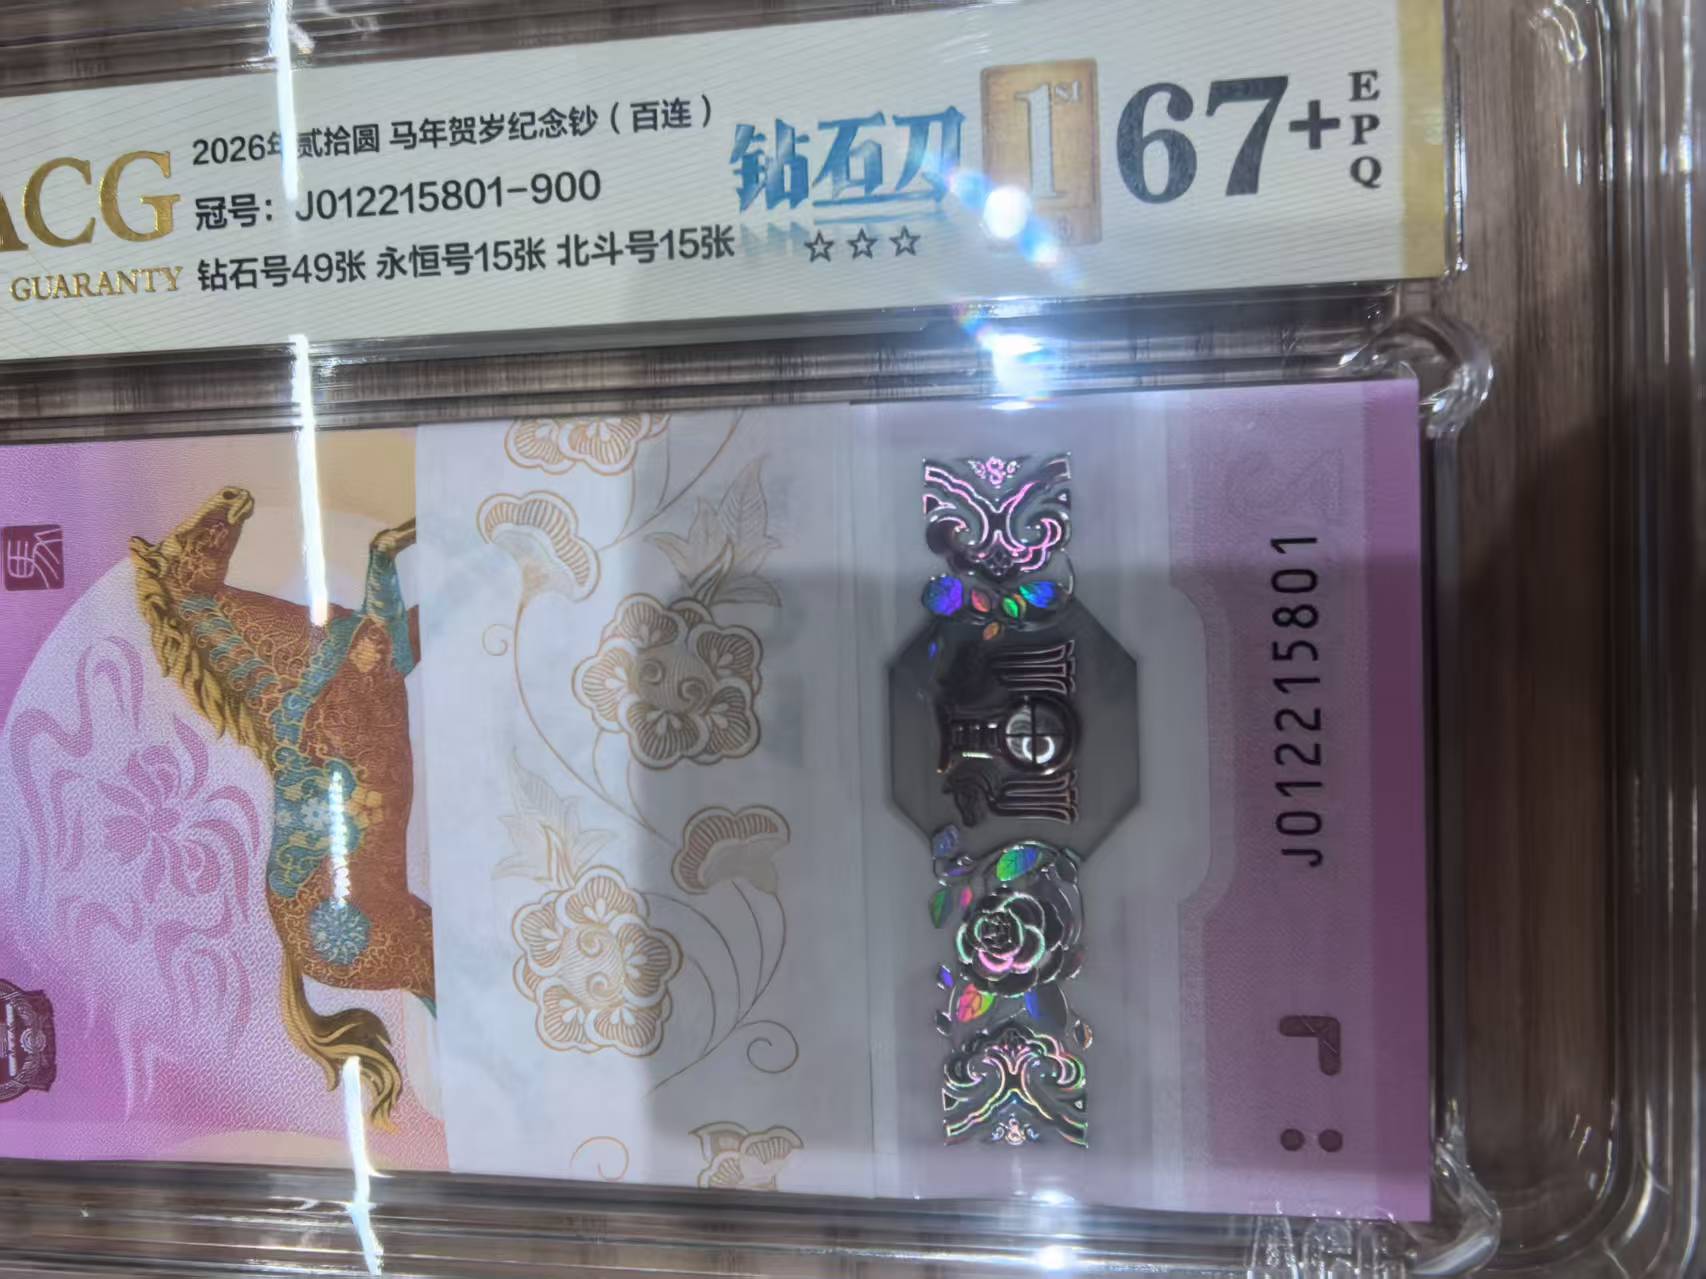 2026年贰拾圆 马年贺岁纪念钞（百连）
ACG
冠号：J012215801-900
GUARANTY
钻石号49张 永恒号15张 北斗号15张
钻石刀
☆☆☆
1st
67+
EPQ
J012215801